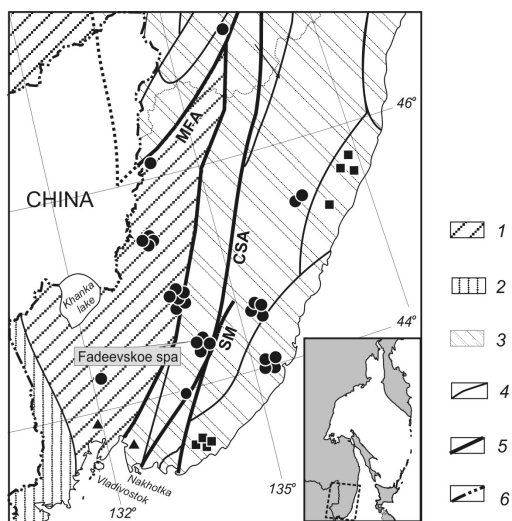 46°
MFA
CHINA
1
CSA
2
Khanka
lake
3
44°
SM
Fadeevskoe spa
4
5
Nakhotka
Vladivostok
135°
132°
6